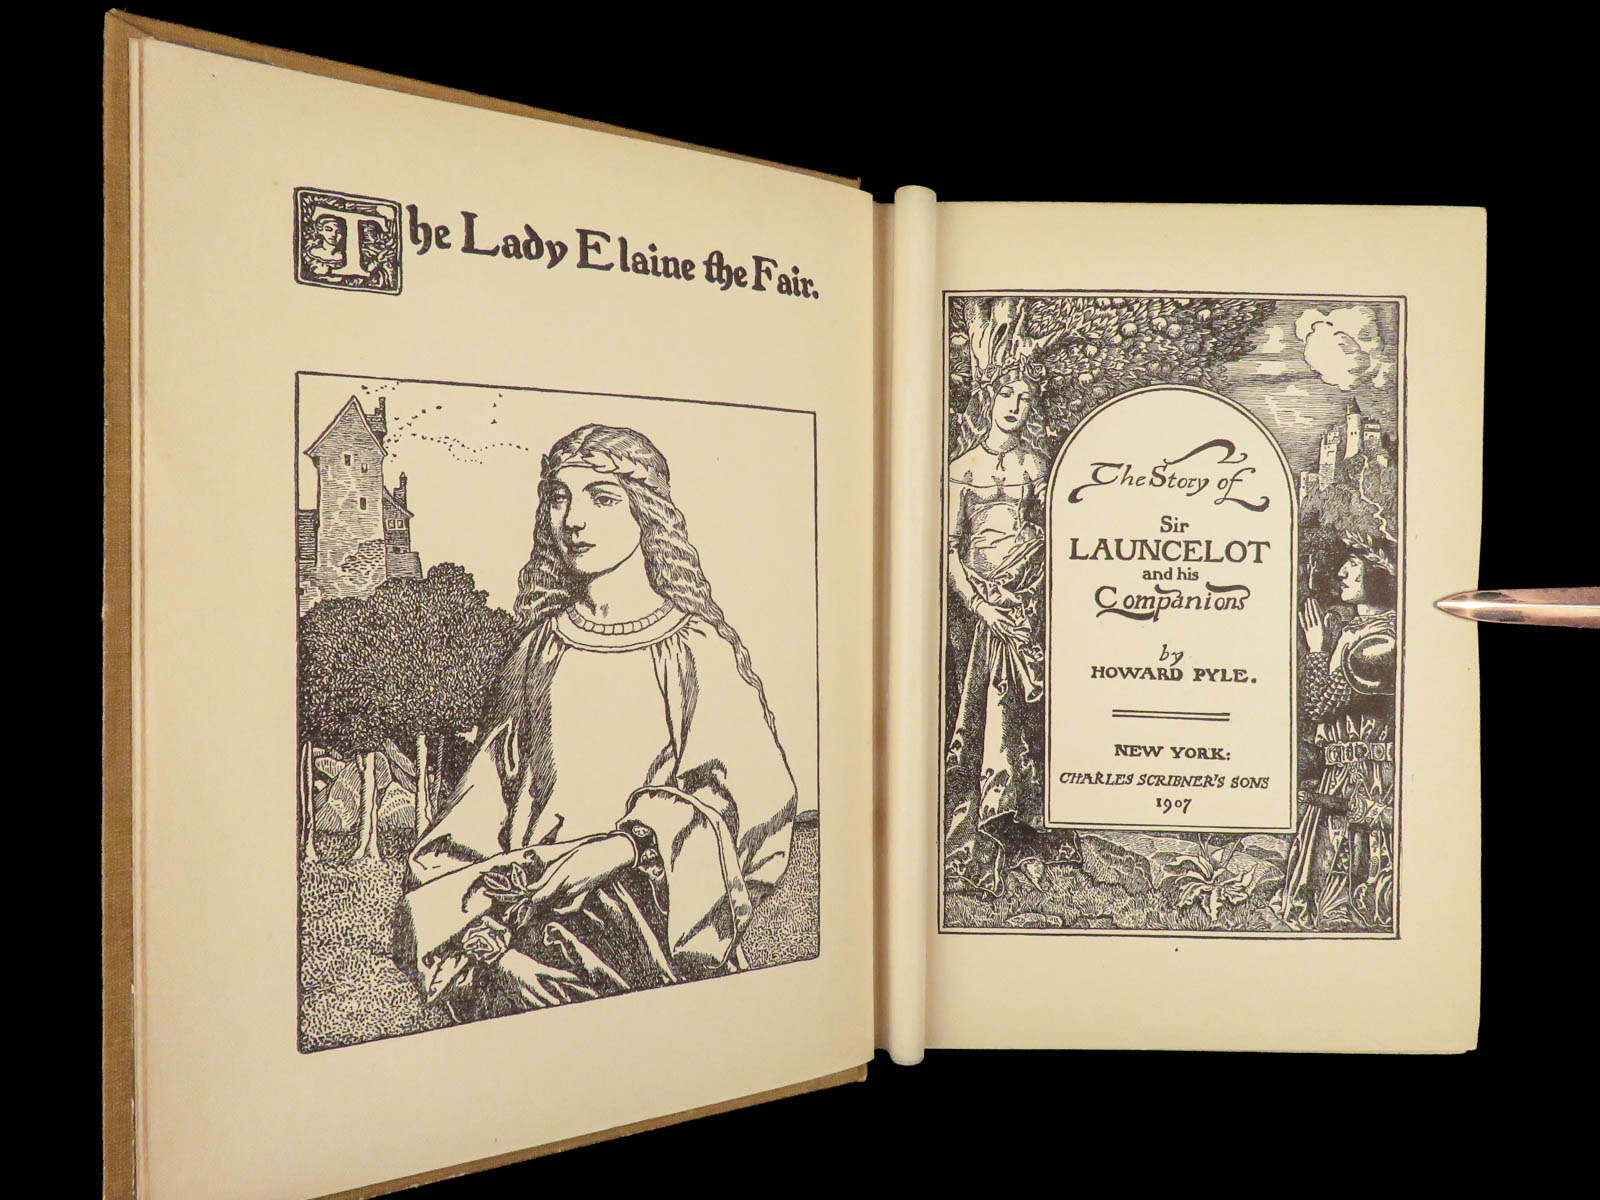 The Lady Elaine the Fair.
The Story of
Sir
LAUNCELOT
and his
Companions
by
HOWARD PYLE.
NEW YORK:
CHARLES SCRIBNER'S SONS
1907